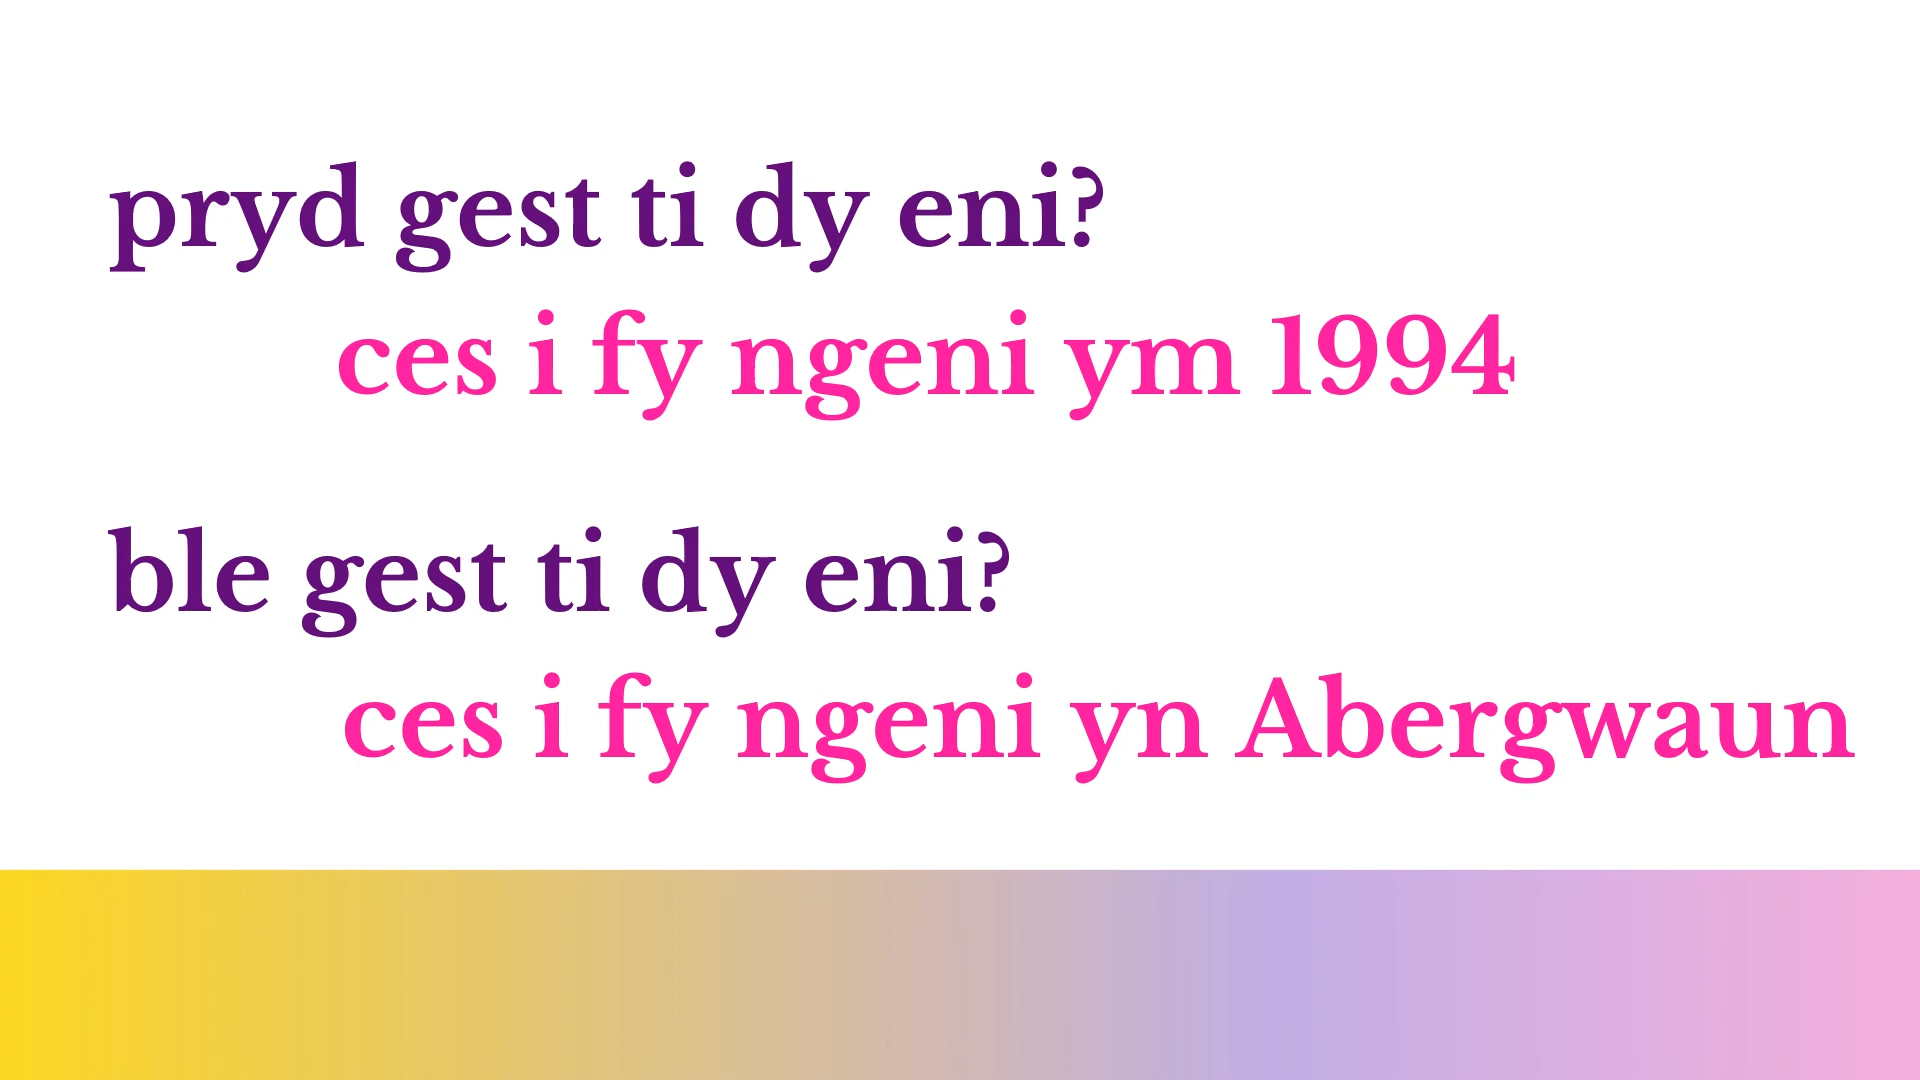 pryd gest ti dy eni?
ces i fy ngeni ym 1994
ble gest ti dy eni?
ces i fy ngeni yn Abergwaun